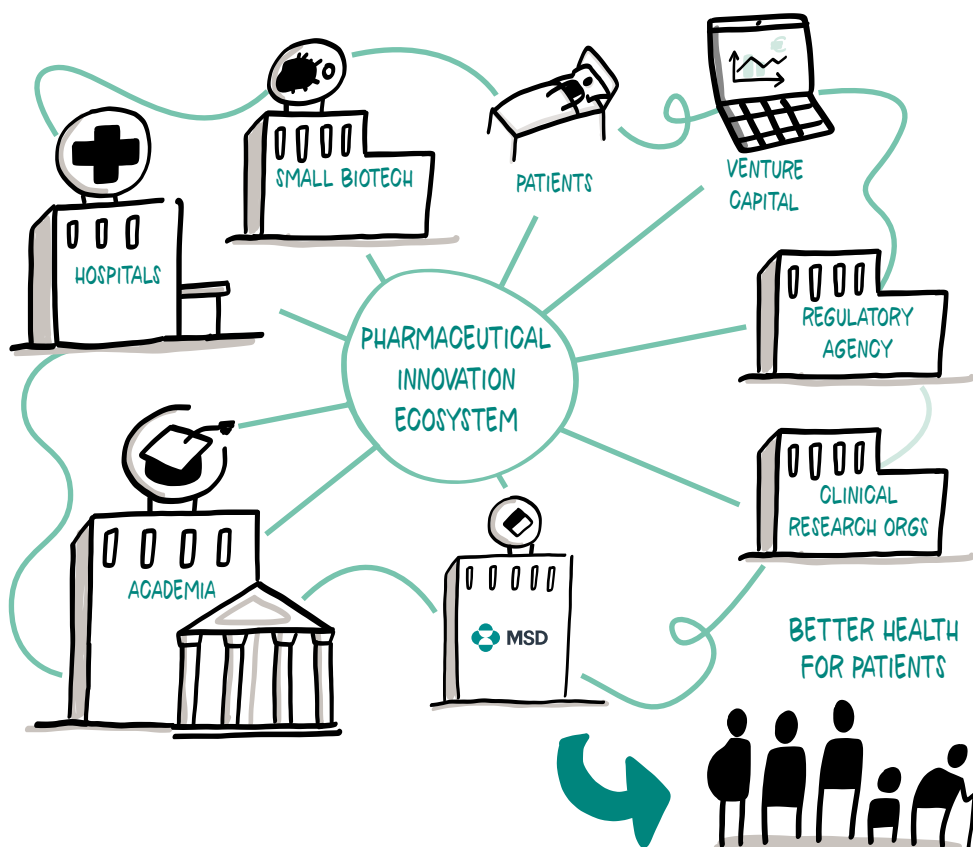 SMALL BIOTECH
PATIENTS
VENTURE
CAPITAL
HOSPITALS
PHARMACEUTICAL
INNOVATION
ECOSYSTEM
REGULATORY
AGENCY
CLINICAL
RESEARCH ORGS
ACADEMIA
MSD
BETTER HEALTH
FOR PATIENTS
€